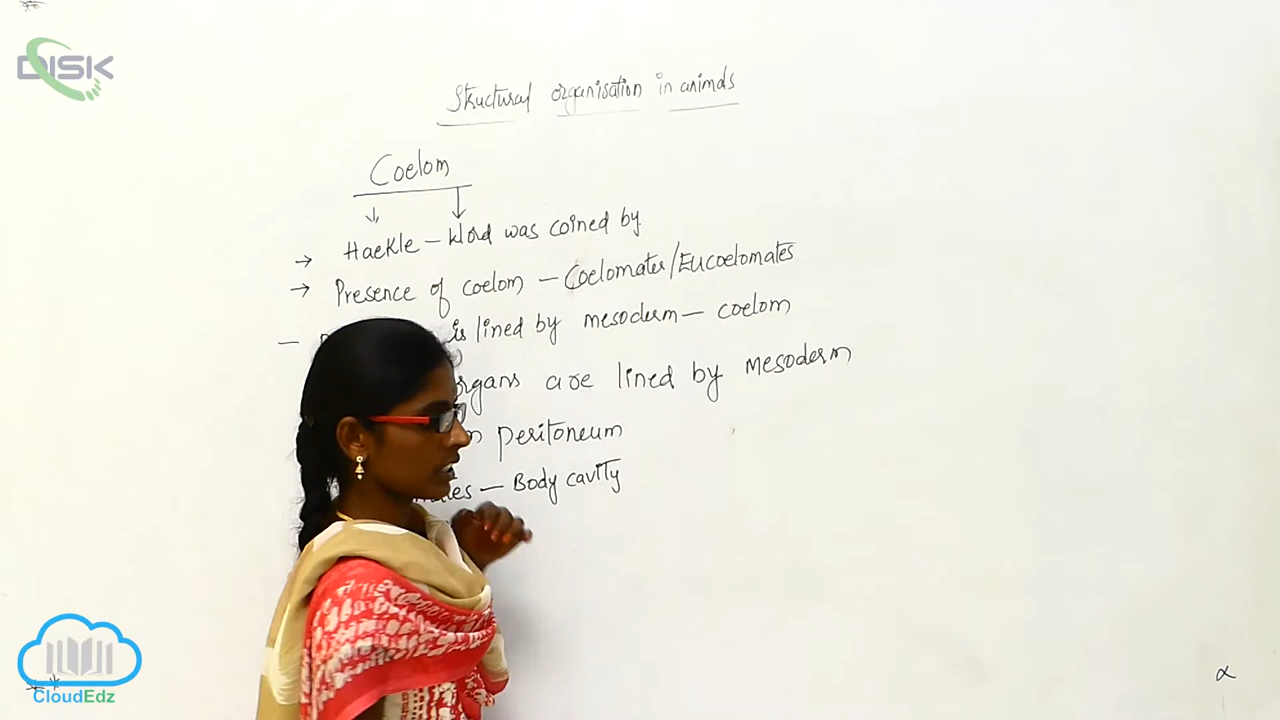 DISK
Structural organisation in animals
Coelom
→ Haekle – Word was coined by
→ Presence of coelom – Coelomates/Eucoelomates
– is lined by mesoderm – coelom
organs are lined by mesoderm
peritoneum
– Body cavity
CloudEdz